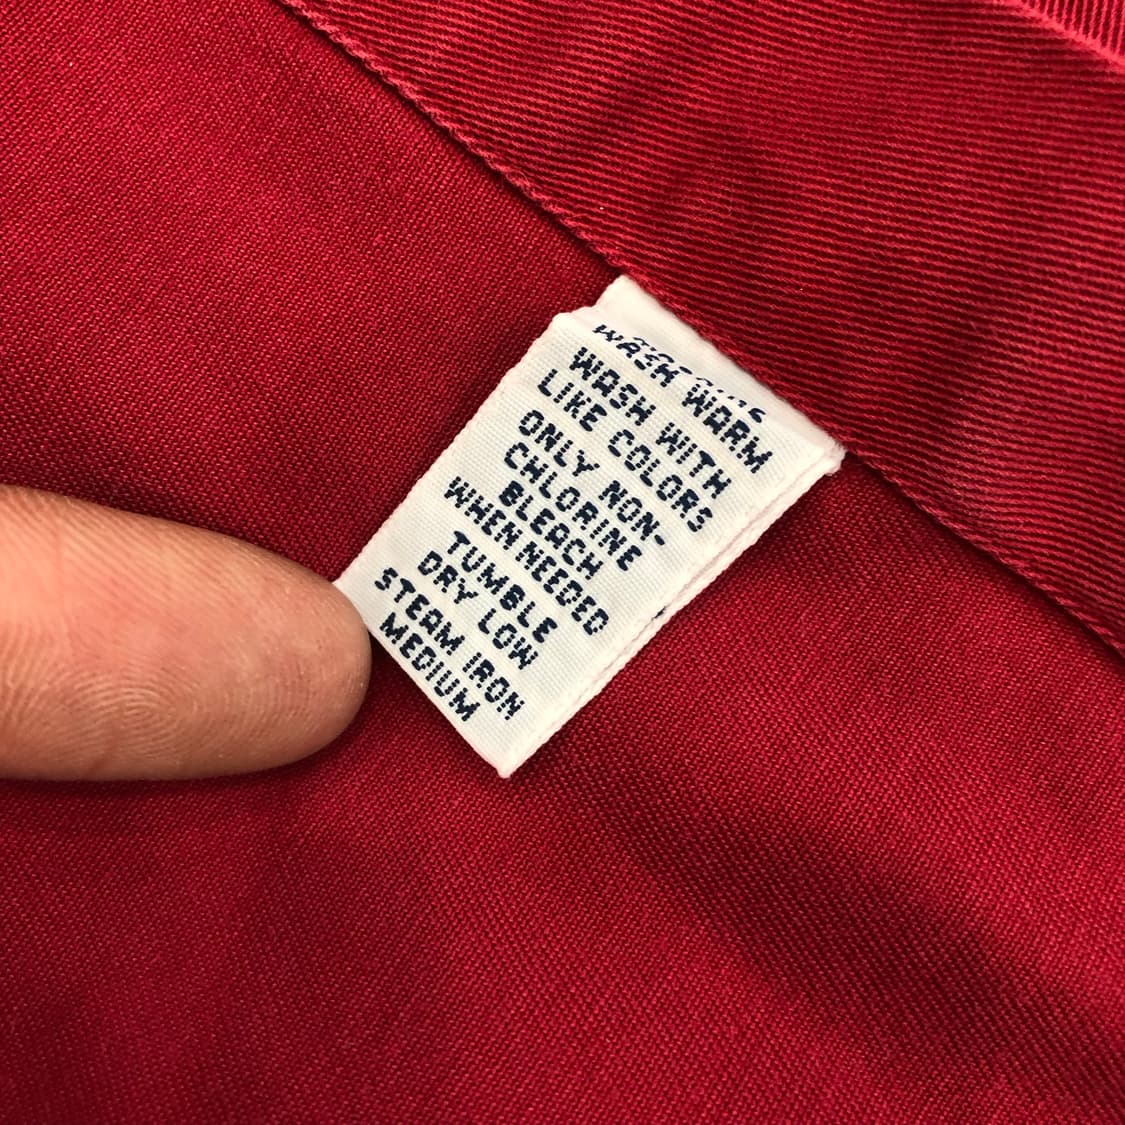 WASH WARM
WASH WITH
LIKE COLORS
ONLY NON-
CHLORINE
BLEACH
WHEN NEEDED
TUMBLE
DRY LOW
STEAM IRON
MEDIUM